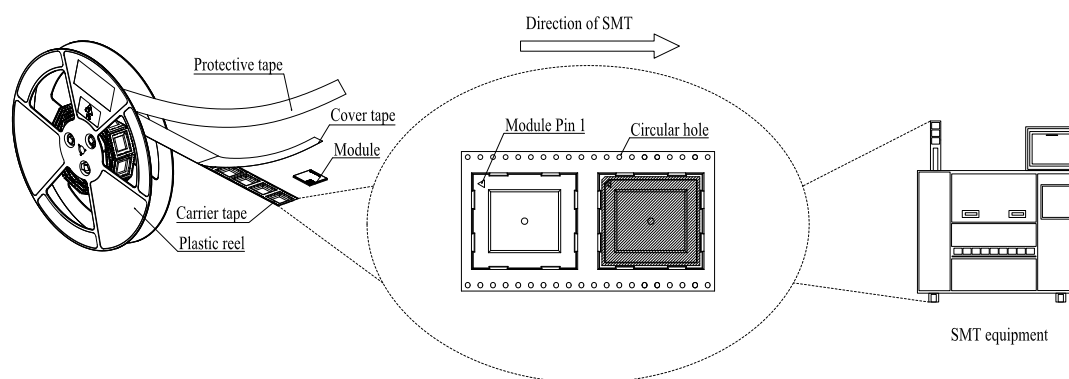 Direction of SMT
Protective tape
Cover tape
Module
Module Pin 1
Circular hole
Carrier tape
Plastic reel
SMT equipment